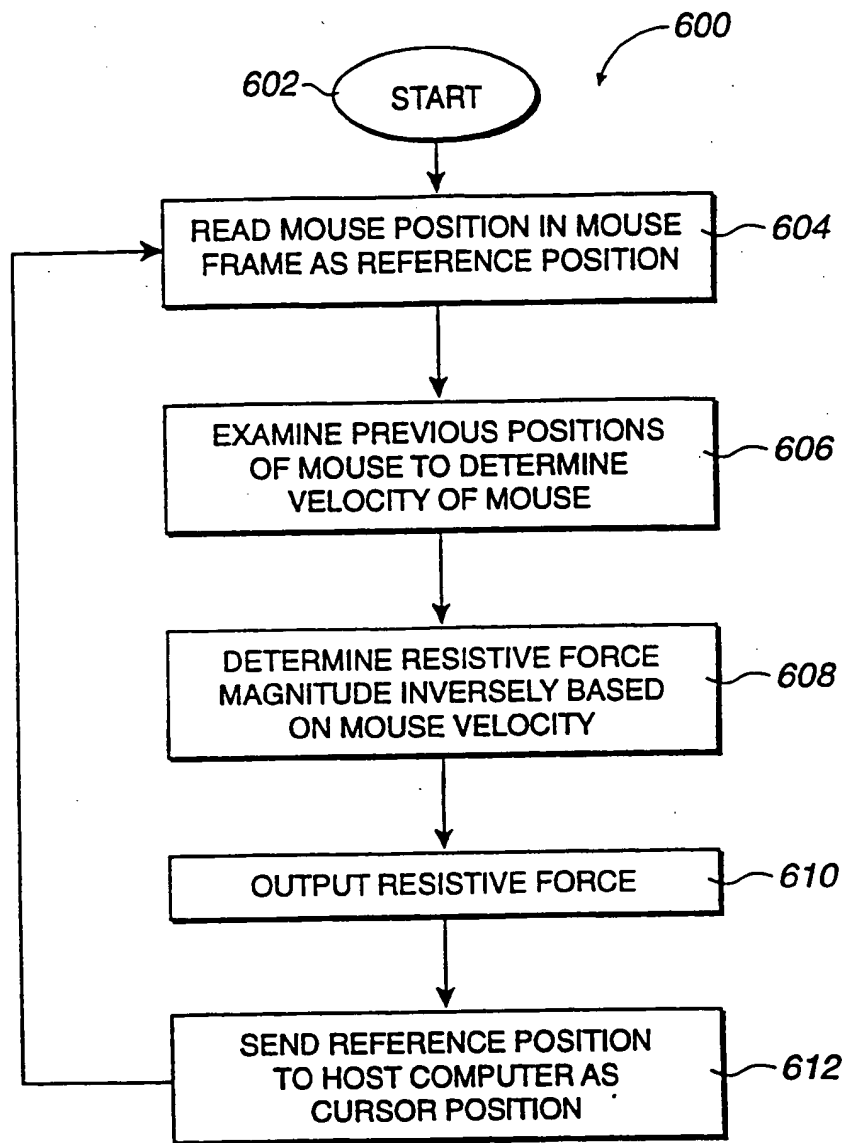 600
602
START
READ MOUSE POSITION IN MOUSE
FRAME AS REFERENCE POSITION
604
EXAMINE PREVIOUS POSITIONS
OF MOUSE TO DETERMINE
VELOCITY OF MOUSE
606
DETERMINE RESISTIVE FORCE
MAGNITUDE INVERSELY BASED
ON MOUSE VELOCITY
608
OUTPUT RESISTIVE FORCE
610
SEND REFERENCE POSITION
TO HOST COMPUTER AS
CURSOR POSITION
612